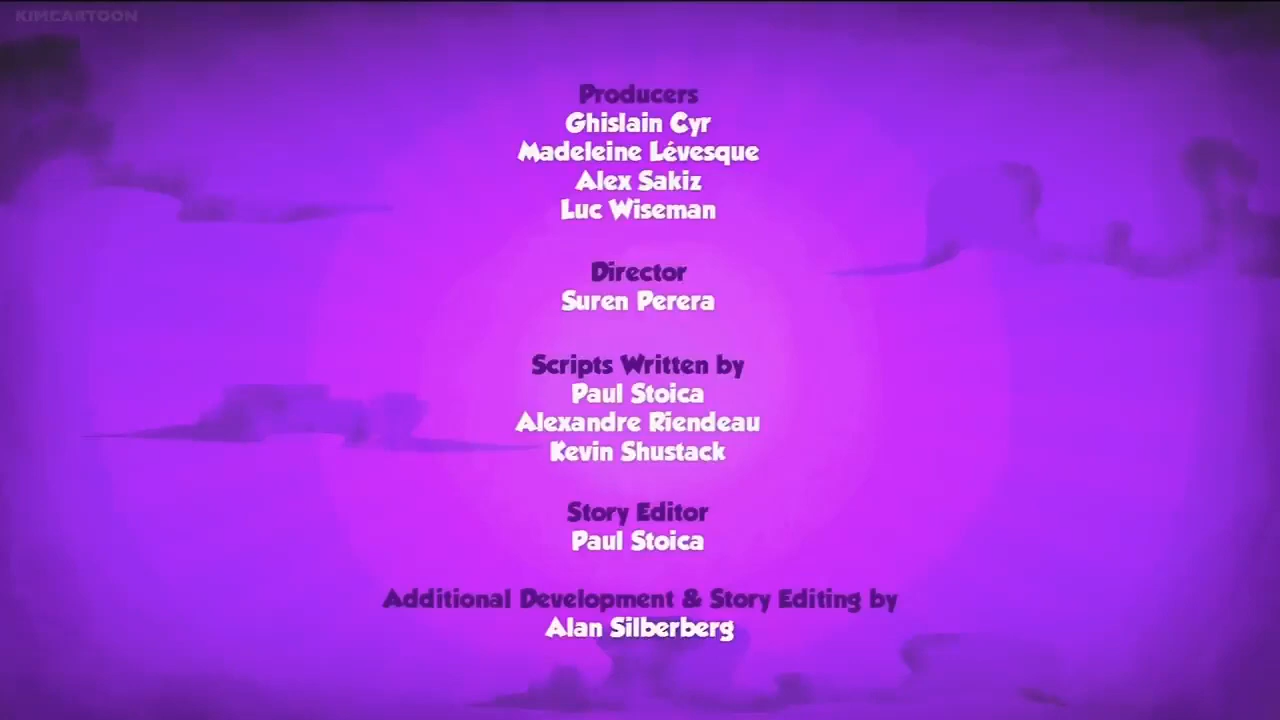 KIMCARTOON
Producers
Ghislain Cyr
Madeleine Lévesque
Alex Sakiz
Luc Wiseman
Director
Suren Perera
Scripts Written by
Paul Stoica
Alexandre Riendeau
Kevin Shustack
Story Editor
Paul Stoica
Additional Development & Story Editing by
Alan Silberberg